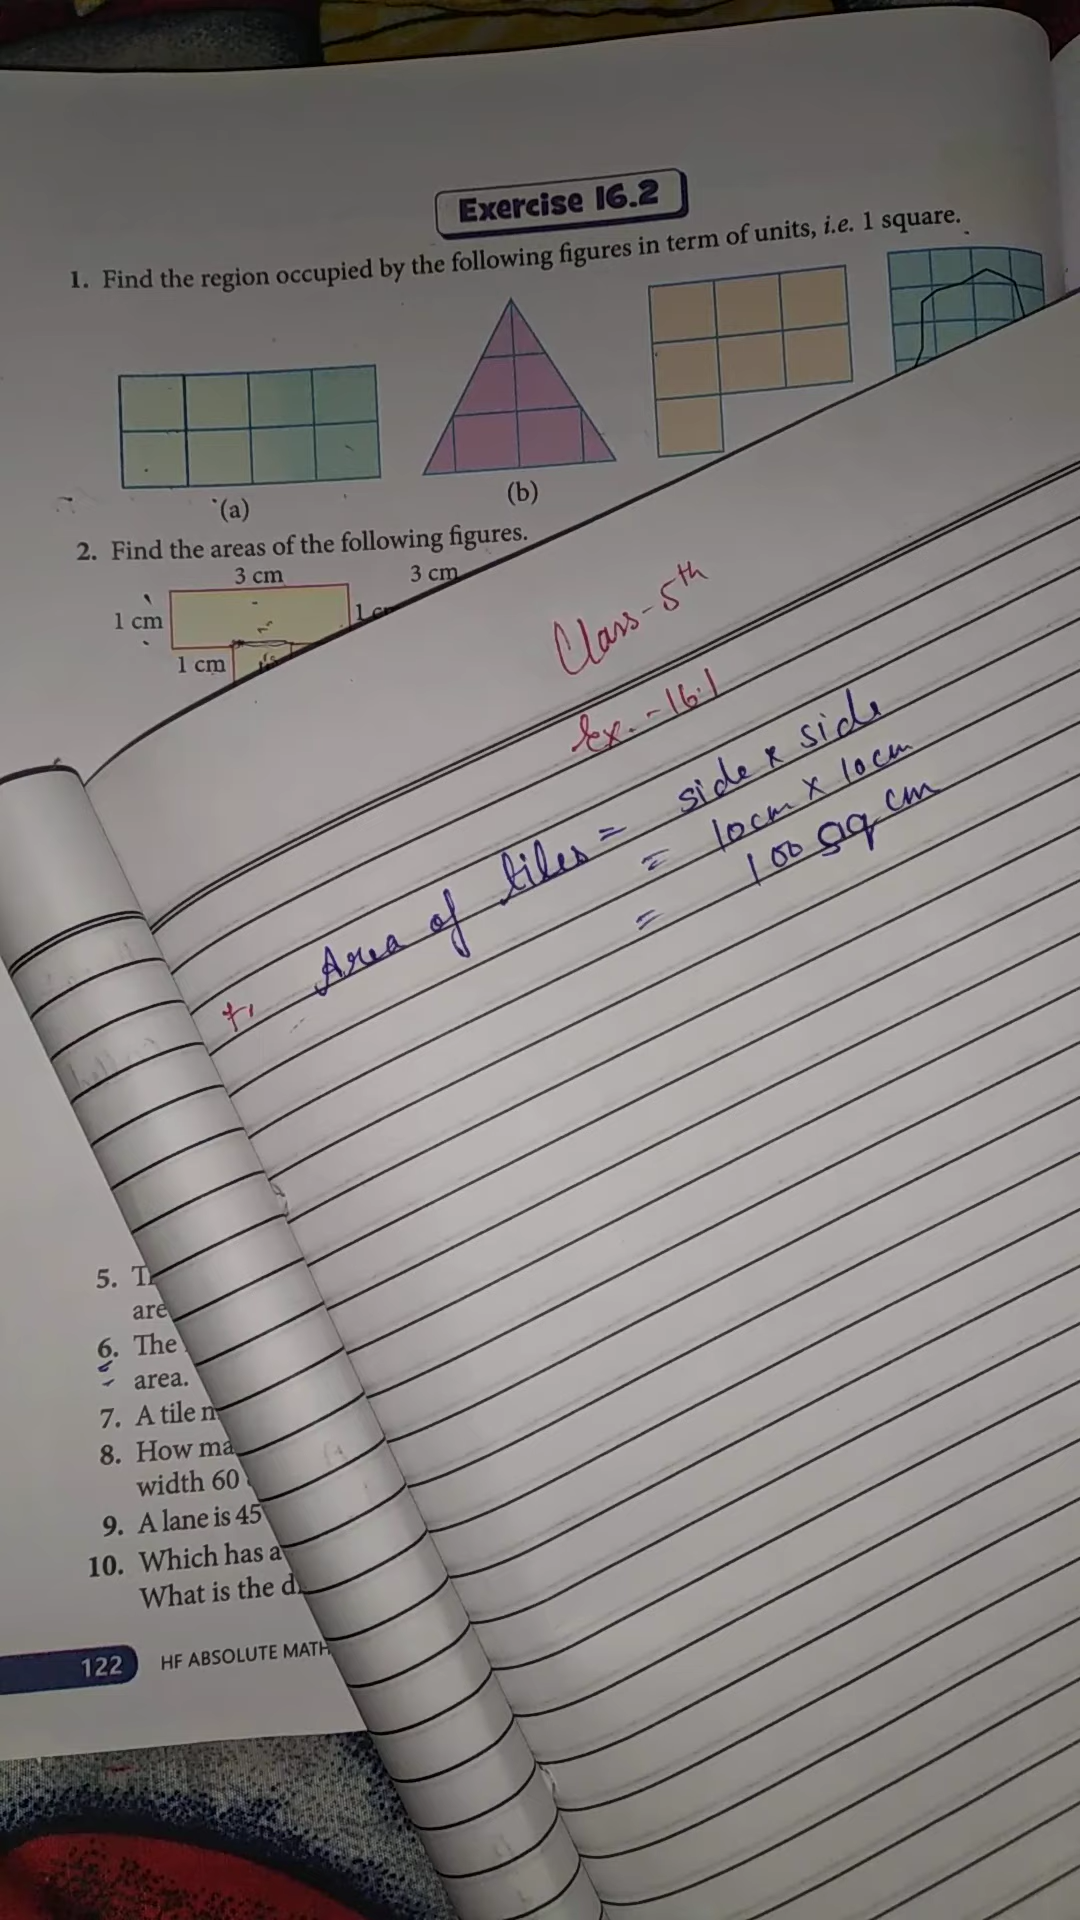 Exercise 16.2
1. Find the region occupied by the following figures in term of units, i.e. 1 square.
(a)
(b)
2. Find the areas of the following figures.
3 cm
3 cm
1 cm
1 cm
Class - 5th
Ex. - 16.1
7. Area of tiles = side x side
= 10cm x 10cm
= 100 sq cm
5.
are
6. The
area.
7. A tile
8. How
width 60
9. A lane is 45
10. Which has a
What is the
122 HF ABSOLUTE MATH